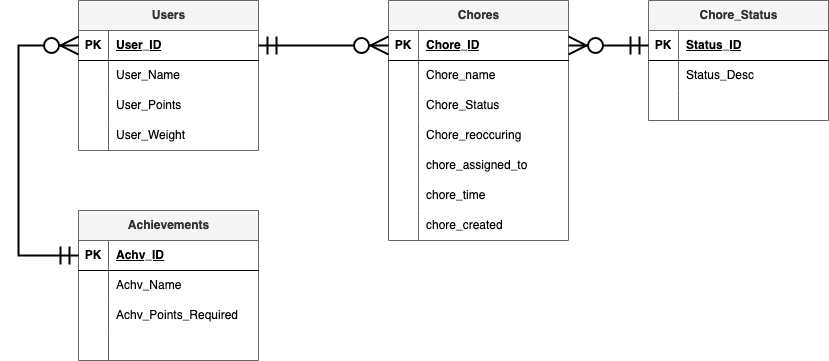 Users
PK User_ID
User_Name
User_Points
User_Weight
Chores
PK Chore_ID
Chore_name
Chore_Status
Chore_reoccuring
chore_assigned_to
chore_time
chore_created
Chore_Status
PK Status_ID
Status_Desc
Achievements
PK Achv_ID
Achv_Name
Achv_Points_Required